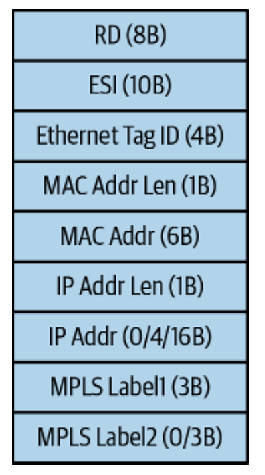 RD (8B)
ESI (10B)
Ethernet Tag ID (4B)
MAC Addr Len (1B)
MAC Addr (6B)
IP Addr Len (1B)
IP Addr (0/4/16B)
MPLS Label1 (3B)
MPLS Label2 (0/3B)